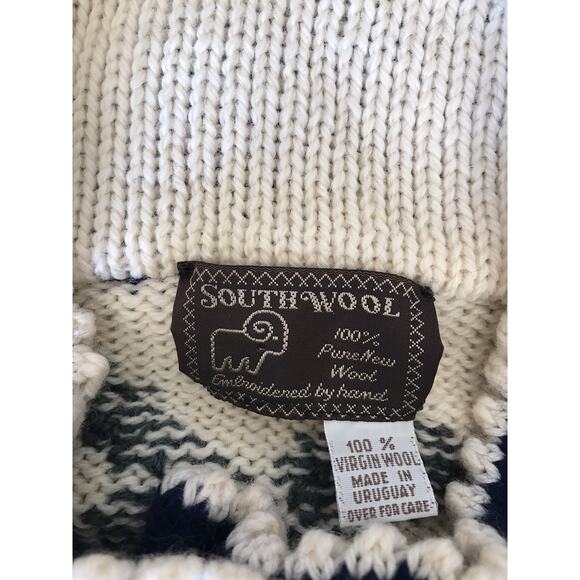 SOUTH WOOL
100%
Pure New
Wool
Embroidered by hand
100 %
VIRGIN WOOL
MADE IN
URUGUAY
OVER FOR CARE